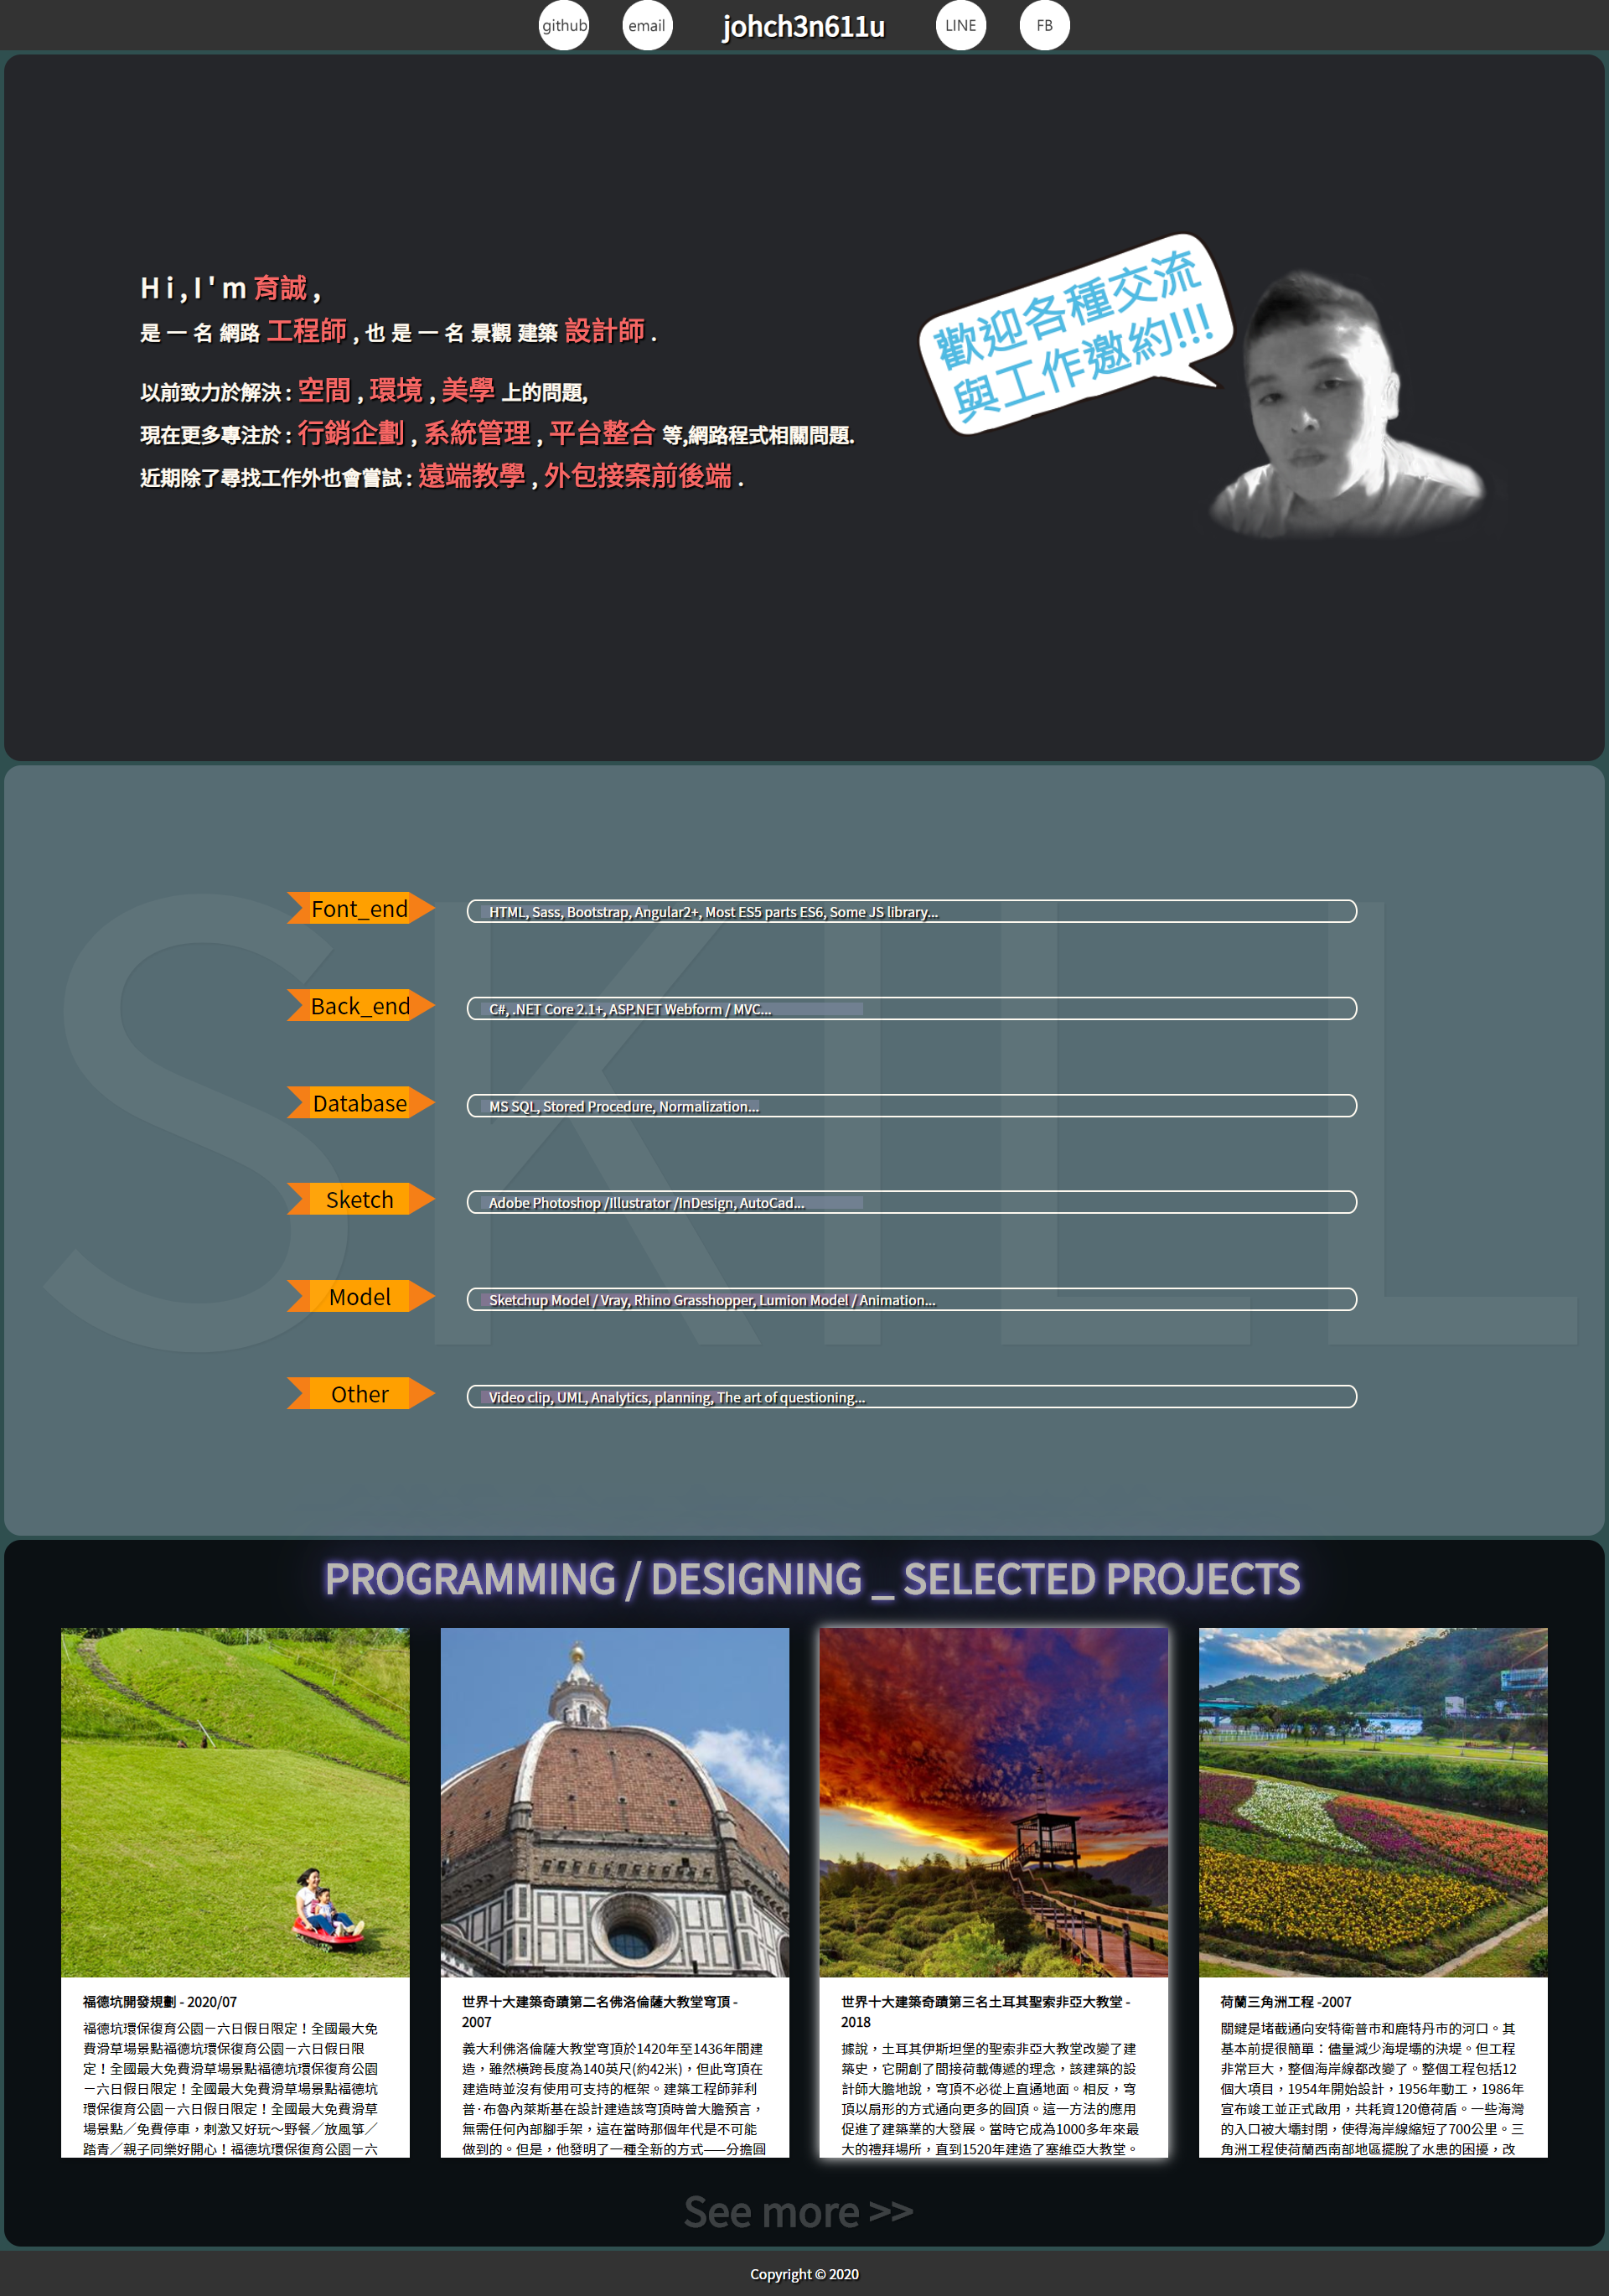 github email johch3n611u LINE FB
Hi,I'm 育誠 ,
是 一 名 網路 工程師 , 也 是 一 名 景觀 建築 設計師 .
以前致力於解決 : 空間 , 環境 , 美學 上的問題,
現在更多專注於 : 行銷企劃 , 系統管理 , 平台整合 等,網路程式相關問題.
近期除了尋找工作外也會嘗試 : 遠端教學 , 外包接案前後端 .
歡迎各種交流
與工作邀約!!!
SKILL
Font_end
HTML, Sass, Bootstrap, Angular2+, Most ES5 parts ES6, Some JS library...
Back_end
C#, .NET Core 2.1+, ASP.NET Webform / MVC...
Database
MS SQL, Stored Procedure, Normalization...
Sketch
Adobe Photoshop /Illustrator /InDesign, AutoCad...
Model
Sketchup Model / Vray, Rhino Grasshopper, Lumion Model / Animation...
Other
Video clip, UML, Analytics, planning, The art of questioning...
PROGRAMMING / DESIGNING _ SELECTED PROJECTS
福德坑開發規劃 - 2020/07
福德坑環保復育公園－六日假日限定！全國最大免
費滑草場景點福德坑環保復育公園－六日假日限
定！全國最大免費滑草場景點福德坑環保復育公園
－六日假日限定！全國最大免費滑草場景點福德坑
環保復育公園－六日假日限定！全國最大免費滑草
場景點／免費停車，刺激又好玩～野餐／放風箏／
踏青／親子同樂好開心！福德坑環保復育公園－六
世界十大建築奇蹟第二名佛洛倫薩大教堂穹頂 -
2007
義大利佛洛倫薩大教堂穹頂於1420年至1436年間建
造，雖然橫跨長度為140英尺(約42米)，但此穹頂在
建造時並沒有使用可支持的框架。建築工程師菲利
普·布魯內萊斯基在設計建造該穹頂時曾大膽預言，
無需任何內部腳手架，這在當時那個年代是不可能
做到的。但是，他發明了一種全新的方式——分擔圓
世界十大建築奇蹟第三名土耳其聖索非亞大教堂 -
2018
據說，土耳其伊斯坦堡的聖索非亞大教堂改變了建
築史，它開創了間接荷載傳遞的理念，該建築的設
計師大膽地說，穹頂不必從上直通地面。相反，穹
頂以扇形的方式通向更多的圓頂。這一方法的應用
促進了建築業的大發展。當時它成為1000多年來最
大的禮拜場所，直到1520年建造了塞維亞大教堂。
荷蘭三角洲工程 -2007
關鍵是堵截通向安特衛普市和鹿特丹市的河口。其
基本前提很簡單：儘量減少海堤壩的決堤。但工程
非常巨大，整個海岸線都改變了。整個工程包括12
個大項目，1954年開始設計，1956年動工，1986年
宣布竣工並正式啟用，共耗資120億荷盾。一些海灣
的入口被大壩封閉，使得海岸線縮短了700公里。三
角洲工程使荷蘭西南部地區擺脫了水患的困擾，改
See more >>
Copyright © 2020